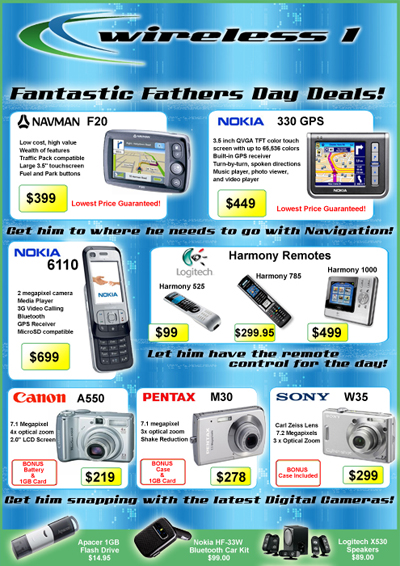 wireless 1
Fantastic Fathers Day Deals!
NAVMAN F20
Low cost, high value
Wealth of features
Traffic Pack compatible
Large 3.5" touchscreen
Fuel and Park buttons
$399
Lowest Price Guaranteed!
NOKIA 330 GPS
3.5 inch QVGA TFT color touch
screen with up to 65,536 colors
Built-in GPS receiver
Turn-by-turn, spoken directions
Music player, photo viewer,
and video player
$449
Lowest Price Guaranteed!
NOKIA
Get him to where he needs to go with Navigation!
NOKIA
6110
2 megapixel camera
Media Player
3G Video Calling
Bluetooth
GPS Receiver
MicroSD compatible
$699
NOKIA
Logitech
Harmony Remotes
Harmony 525
$99
Harmony 785
$299.95
Harmony 1000
$499
Let him have the remote
control for the day!
Canon A550
7.1 Megapixel
4x optical zoom
2.0" LCD Screen
BONUS
Battery
&
1GB Card
$219
PENTAX M30
7.1 megapixel
3x optical zoom
Shake Reduction
BONUS
Case
&
1GB Card
$278
SONY W35
Carl Zeiss Lens
7.2 Megapixels
3 x Optical Zoom
BONUS
Case Included
$299
Get him snapping with the latest Digital Cameras!
Apacer 1GB
Flash Drive
$14.95
Nokia HF-33W
Bluetooth Car Kit
$99.00
Logitech X530
Speakers
$89.00